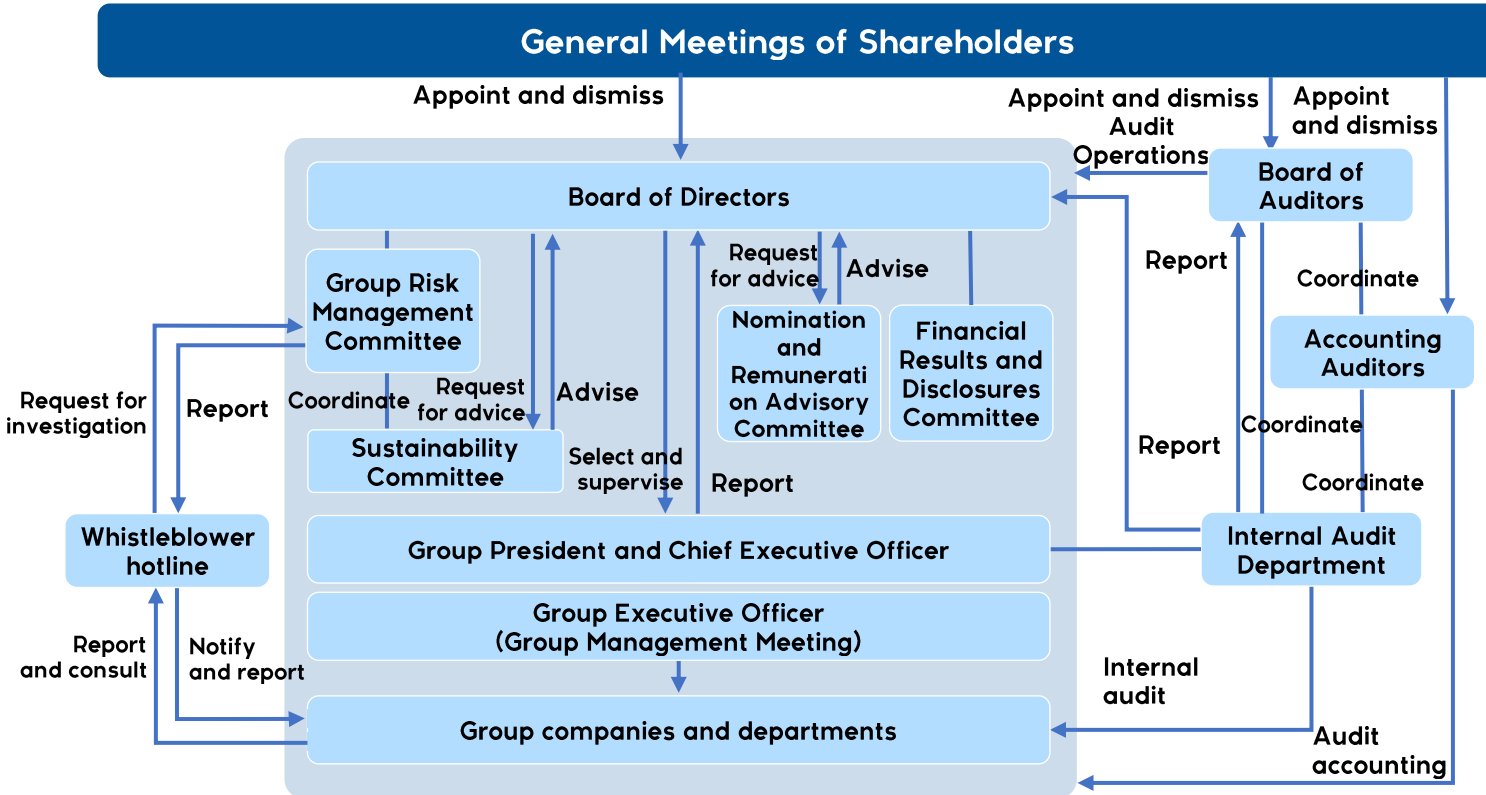 General Meetings of Shareholders
Appoint and dismiss
Appoint and dismiss
Audit
Operations
Appoint
and dismiss
Board of Directors
Board of
Auditors
Group Risk
Management
Committee
Request
for advice
Advise
Report
Coordinate
Nomination
and
Remunerati
on Advisory
Committee
Financial
Results and
Disclosures
Committee
Accounting
Auditors
Request for
investigation
Report
Coordinate
Request
for advice
Advise
Sustainability
Committee
Select and
supervise
Report
Report
Coordinate
Coordinate
Whistleblower
hotline
Group President and Chief Executive Officer
Internal Audit
Department
Group Executive Officer
(Group Management Meeting)
Report
and consult
Notify
and report
Internal
audit
Group companies and departments
Audit
accounting